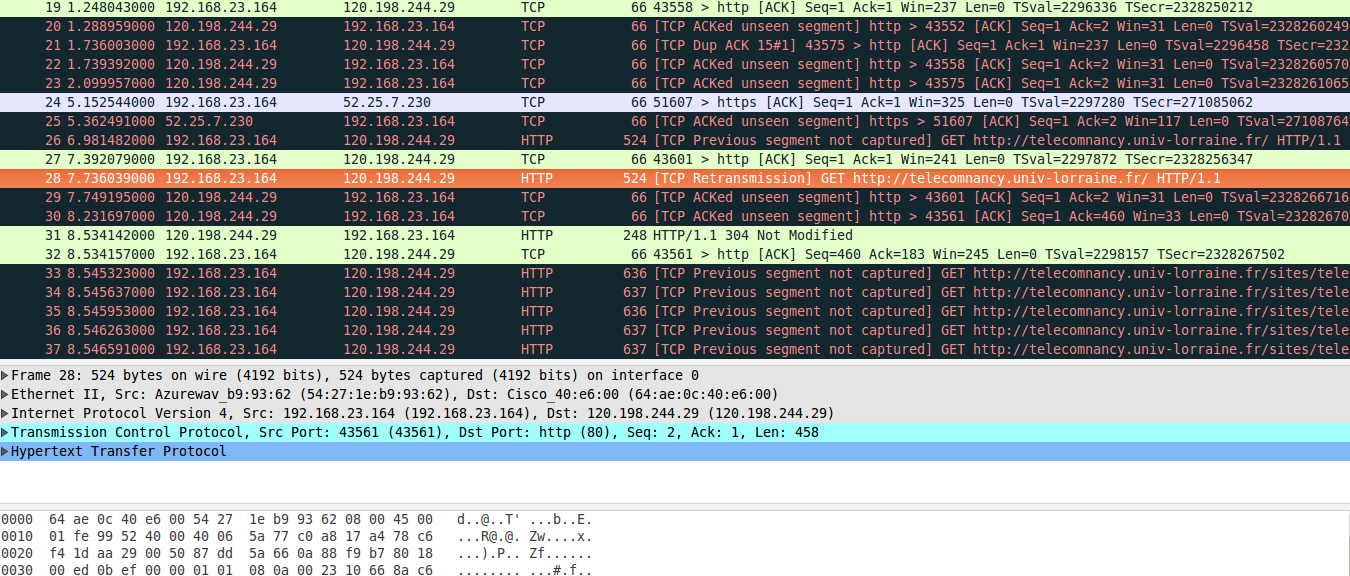 19 1.248043000 192.168.23.164 120.198.244.29 TCP 66 43558 > http [ACK] Seq=1 Ack=1 Win=237 Len=0 TSval=2296336 TSecr=2328250212
20 1.288959000 120.198.244.29 192.168.23.164 TCP 66 [TCP ACKed unseen segment] http > 43552 [ACK] Seq=1 Ack=2 Win=31 Len=0 TSval=2328260249
21 1.736003000 192.168.23.164 120.198.244.29 TCP 66 [TCP Dup ACK 15#1] 43575 > http [ACK] Seq=1 Ack=1 Win=237 Len=0 TSval=2296458 TSecr=232
22 1.739392000 120.198.244.29 192.168.23.164 TCP 66 [TCP ACKed unseen segment] http > 43558 [ACK] Seq=1 Ack=2 Win=31 Len=0 TSval=2328260570
23 2.099957000 120.198.244.29 192.168.23.164 TCP 66 [TCP ACKed unseen segment] http > 43575 [ACK] Seq=1 Ack=2 Win=31 Len=0 TSval=2328261065
24 5.152544000 192.168.23.164 52.25.7.230 TCP 66 51607 > https [ACK] Seq=1 Ack=1 Win=325 Len=0 TSval=2297280 TSecr=271085062
25 5.362491000 52.25.7.230 192.168.23.164 TCP 66 [TCP ACKed unseen segment] https > 51607 [ACK] Seq=1 Ack=2 Win=117 Len=0 TSval=27108764
26 6.981482000 192.168.23.164 120.198.244.29 HTTP 524 [TCP Previous segment not captured] GET http://telecomnancy.univ-lorraine.fr/ HTTP/1.1
27 7.392079000 192.168.23.164 120.198.244.29 TCP 66 43601 > http [ACK] Seq=1 Ack=1 Win=241 Len=0 TSval=2297872 TSecr=2328256347
28 7.736039000 192.168.23.164 120.198.244.29 HTTP 524 [TCP Retransmission] GET http://telecomnancy.univ-lorraine.fr/ HTTP/1.1
29 7.749195000 120.198.244.29 192.168.23.164 TCP 66 [TCP ACKed unseen segment] http > 43601 [ACK] Seq=1 Ack=2 Win=31 Len=0 TSval=2328266716
30 8.231697000 120.198.244.29 192.168.23.164 TCP 66 [TCP ACKed unseen segment] http > 43561 [ACK] Seq=1 Ack=460 Win=33 Len=0 TSval=23282670
31 8.534142000 120.198.244.29 192.168.23.164 HTTP 248 HTTP/1.1 304 Not Modified
32 8.534157000 192.168.23.164 120.198.244.29 TCP 66 43561 > http [ACK] Seq=460 Ack=183 Win=245 Len=0 TSval=2298157 TSecr=2328267502
33 8.545323000 192.168.23.164 120.198.244.29 HTTP 636 [TCP Previous segment not captured] GET http://telecomnancy.univ-lorraine.fr/sites/tele
34 8.545637000 192.168.23.164 120.198.244.29 HTTP 637 [TCP Previous segment not captured] GET http://telecomnancy.univ-lorraine.fr/sites/tele
35 8.545953000 192.168.23.164 120.198.244.29 HTTP 636 [TCP Previous segment not captured] GET http://telecomnancy.univ-lorraine.fr/sites/tele
36 8.546263000 192.168.23.164 120.198.244.29 HTTP 637 [TCP Previous segment not captured] GET http://telecomnancy.univ-lorraine.fr/sites/tele
37 8.546591000 192.168.23.164 120.198.244.29 HTTP 637 [TCP Previous segment not captured] GET http://telecomnancy.univ-lorraine.fr/sites/tele
Frame 28: 524 bytes on wire (4192 bits), 524 bytes captured (4192 bits) on interface 0
Ethernet II, Src: Azurewav_b9:93:62 (54:27:1e:b9:93:62), Dst: Cisco_40:e6:00 (64:ae:0c:40:e6:00)
Internet Protocol Version 4, Src: 192.168.23.164 (192.168.23.164), Dst: 120.198.244.29 (120.198.244.29)
Transmission Control Protocol, Src Port: 43561 (43561), Dst Port: http (80), Seq: 2, Ack: 1, Len: 458
Hypertext Transfer Protocol
0000 64 ae 0c 40 e6 00 54 27 1e b9 93 62 08 00 45 00 d..@..T' ...b..E.
0010 01 fe 99 52 40 00 40 06 5a 77 c0 a8 17 a4 78 c6 ...R@.@. Zw....x.
0020 f4 1d aa 29 00 50 87 dd 5a 66 0a 88 f9 b7 80 18 ...).P.. Zf......
0030 00 ed 0b ef 00 00 01 01 08 0a 00 23 10 66 8a c6 ........ ...#.f..